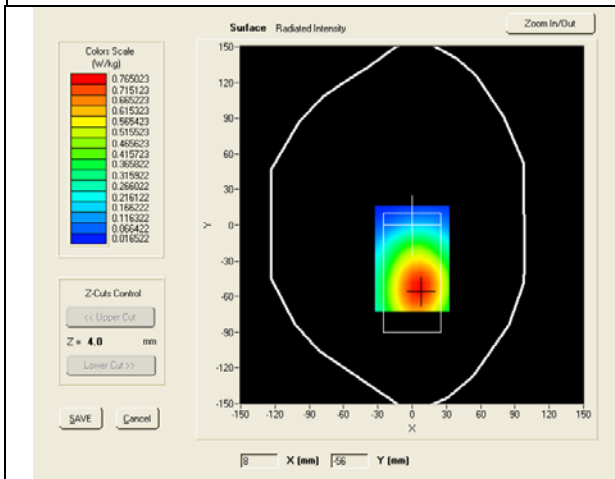 Surface Radiated Intensity
Zoom In/Out
Colors Scale
(W/kg)
0.765023
0.715123
0.665223
0.615323
0.565423
0.515523
0.465623
0.415723
0.365822
0.315922
0.266022
0.216122
0.166222
0.116322
0.066422
0.016522
Z-Cuts Control
<< Upper Cut
Z = 4.0 mm
Lower Cut >>
SAVE Cancel
150
120
90
60
30
0
-30
-60
-90
-120
-150
Y
-150 -120 -90 -60 -30 0 30 60 90 120 150
X
8 X (mm) -56 Y (mm)